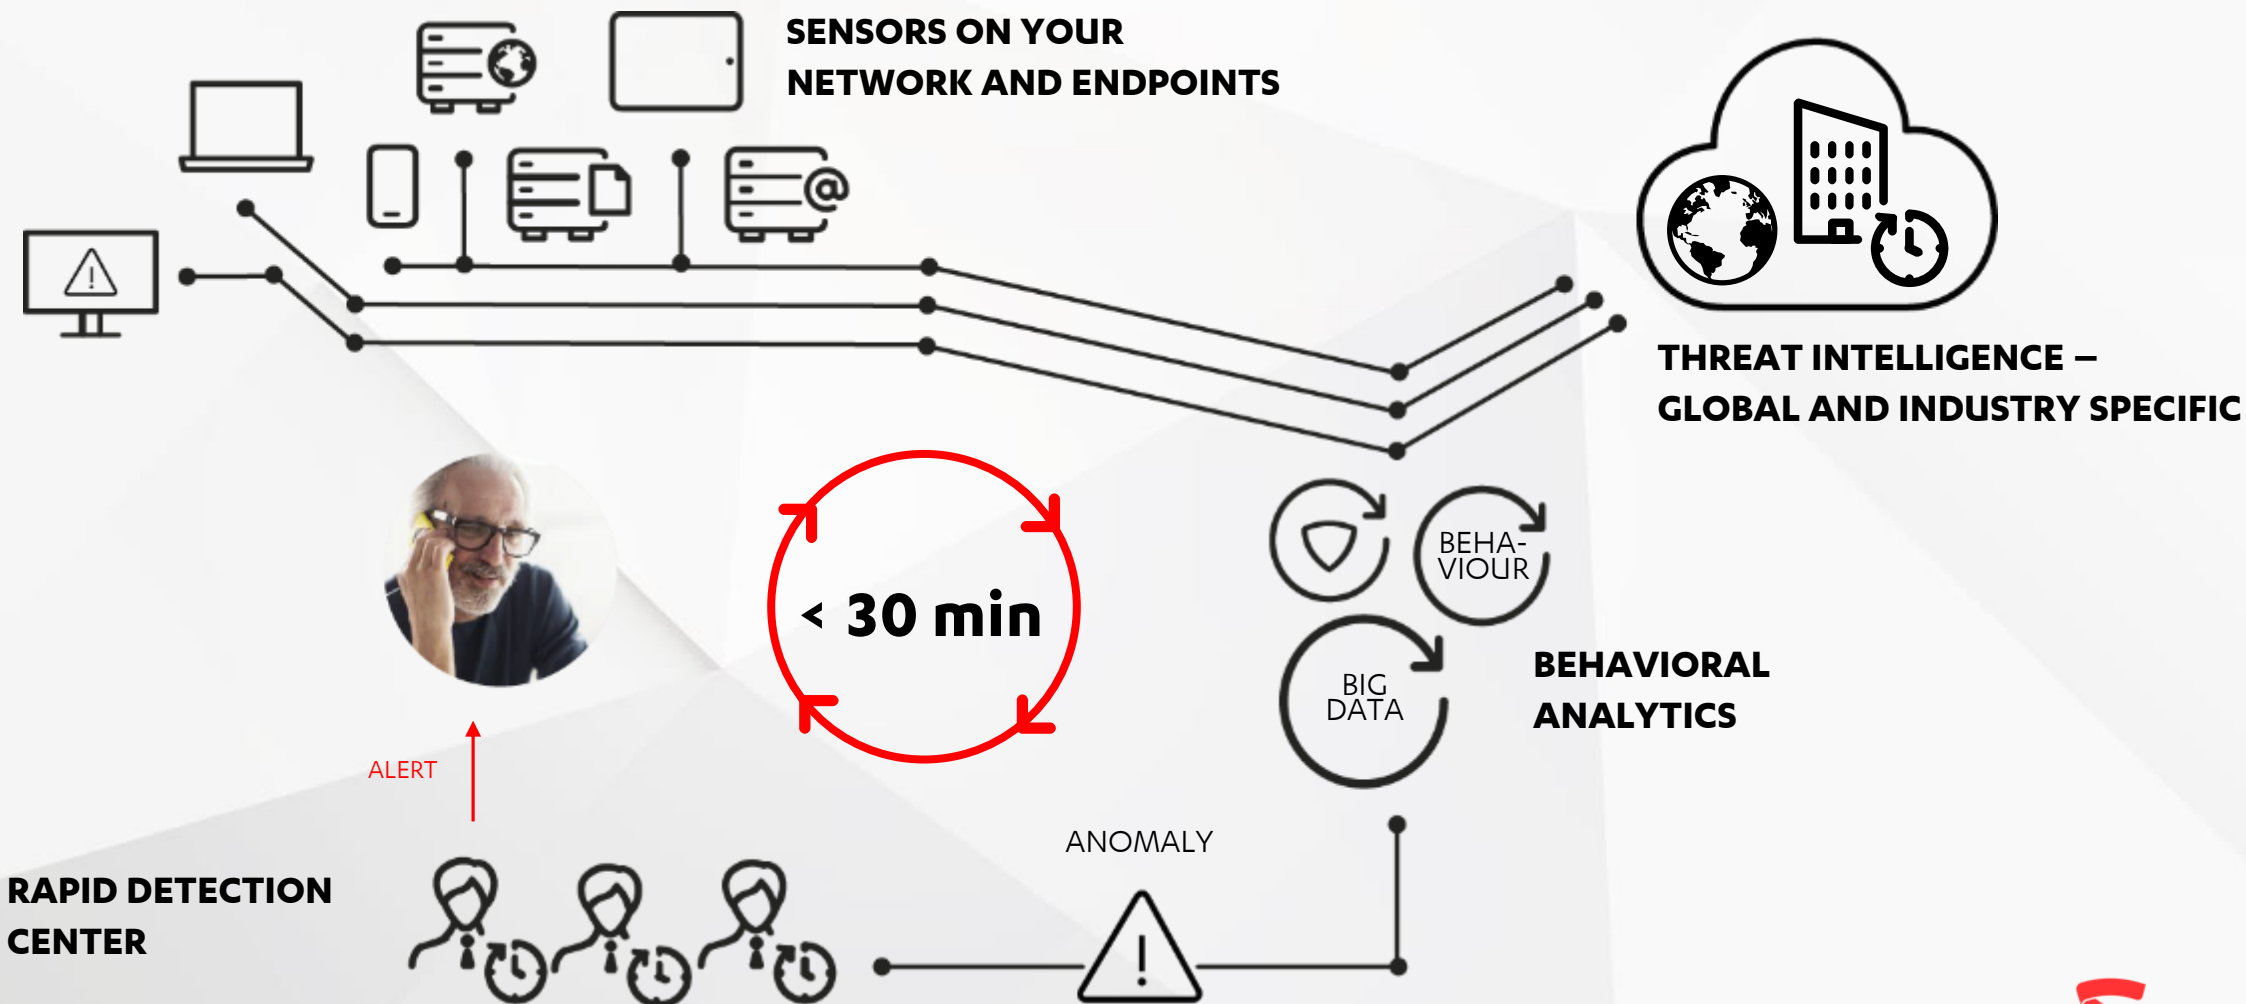 SENSORS ON YOUR
NETWORK AND ENDPOINTS
@
THREAT INTELLIGENCE –
GLOBAL AND INDUSTRY SPECIFIC
< 30 min
BEHA-
VIOUR
BIG
DATA
BEHAVIORAL
ANALYTICS
ALERT
ANOMALY
RAPID DETECTION
CENTER